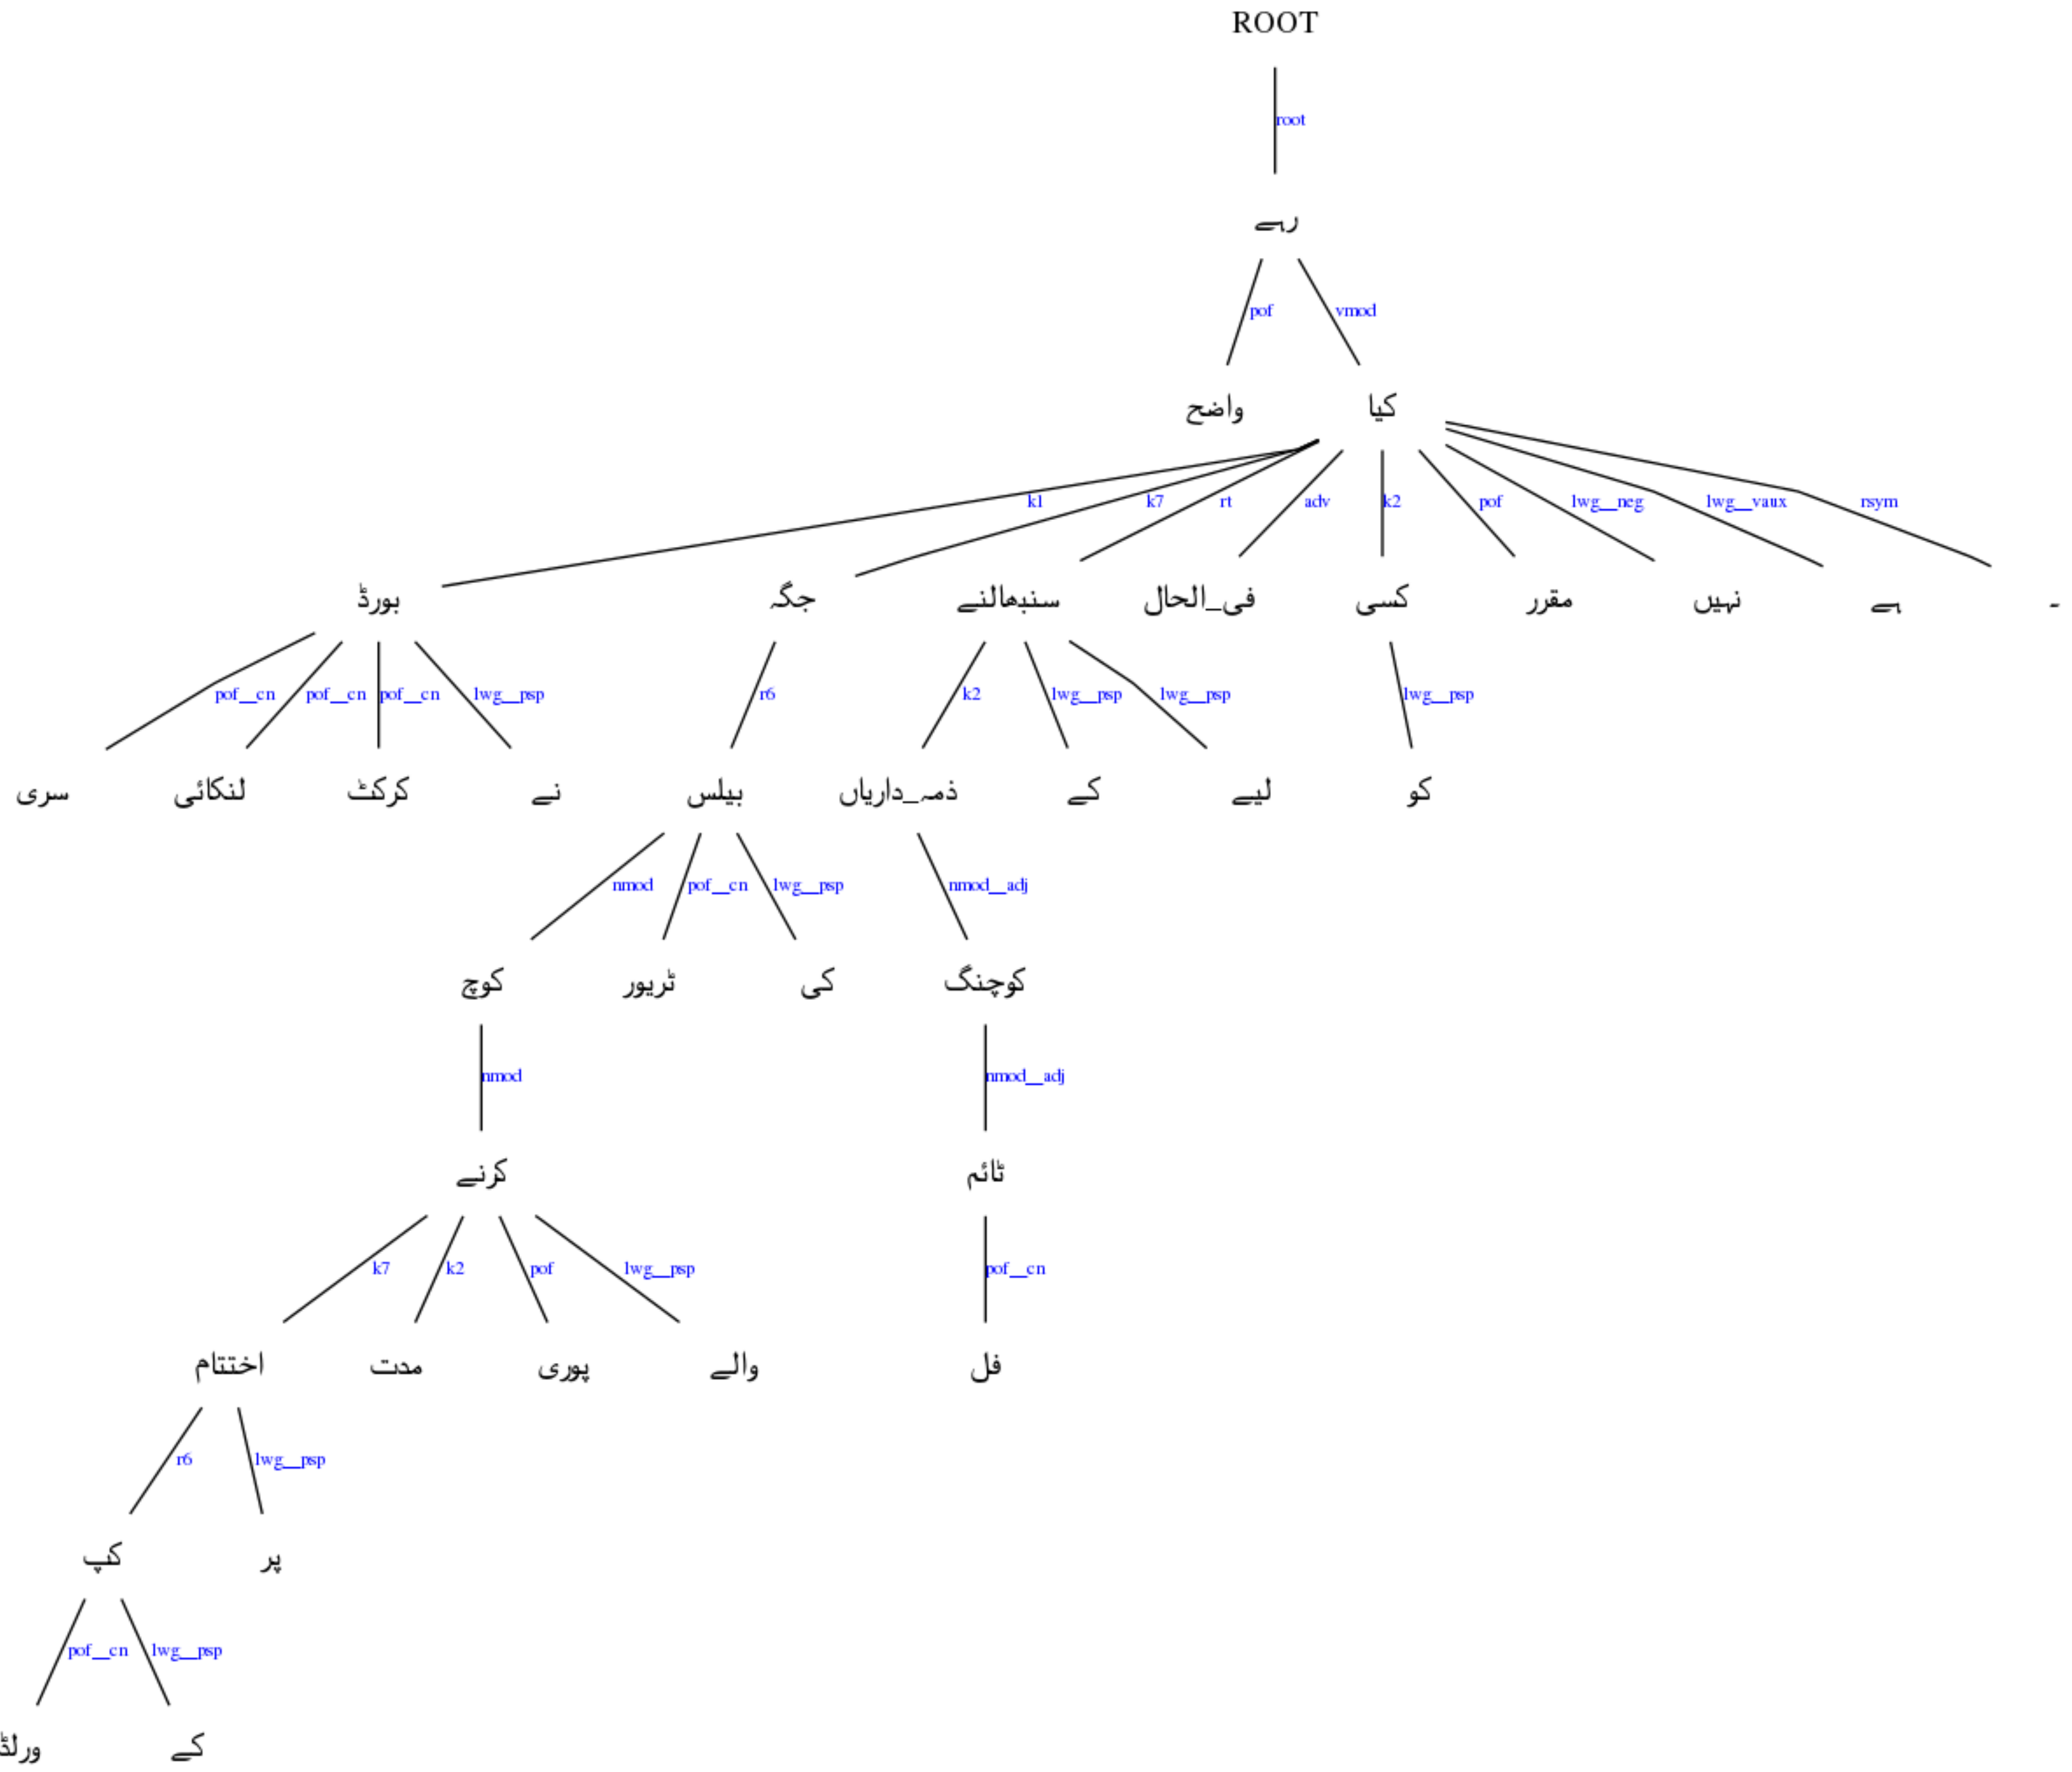 ROOT
root
رہے
pof vmod
واضح کیا
k1 k7 rt adv k2 pof lwg__neg lwg__vaux rsym
بورڈ جگہ سنبھالنے فی_الحال کسی مقرر نہیں ہے ۔
pof__cn pof__cn pof__cn lwg__psp r6 k2 lwg__psp lwg__psp lwg__psp
سری لنکائی کرکٹ نے بیلس ذمہ_داریاں کے لیے کو
nmod pof__cn lwg__psp nmod__adj
کوچ ٹریور کی کوچنگ
nmod nmod__adj
کرنے ٹائم
k7 k2 pof lwg__psp pof__cn
اختتام مدت پوری والے فل
r6 lwg__psp
کپ پر
pof__cn lwg__psp
ورلڈ کے